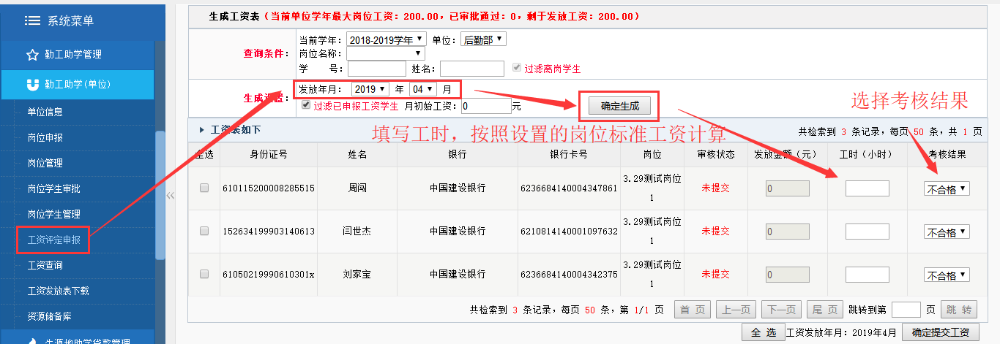 系统菜单
勤工助学管理
勤工助学(单位)
单位信息
岗位申报
岗位管理
岗位学生审批
岗位学生管理
工资评定申报
工资查询
工资发放表下载
资源储备库
生源地助学贷款管理
生成工资表(当前单位学年最大岗位工资：200.00，已审批通过：0，剩于发放工资：200.00)
查询条件：
当前学年：2018-2019学年 单位：后勤部
岗位名称：
学 号： 姓名： 过滤离岗学生
生成设置：
发放年月：2019 年 04 月
过滤已申报工资学生 月初始工资：0元
确定生成
选择考核结果
填写工时，按照设置的岗位标准工资计算
工资表如下
共检索到 3 条记录，每页 50 条，共 1 页
全选 身份证号 姓名 银行 银行卡号 岗位 审核状态 发放金额（元） 工时（小时） 考核结果
610115200008285515 周闯 中国建设银行 6236684140004347861 3.29测试岗位1 未提交 0 不合格
152634199903140613 闫世杰 中国建设银行 6210814140001097632 3.29测试岗位1 未提交 0 不合格
61050219990610301x 刘家宝 中国建设银行 6236684140004342375 3.29测试岗位1 未提交 0 不合格
共检索到 3 条记录，每页 50 条，第 1/1 页 首 页 上一页 下一页 尾 页 跳转到第 页 跳 转
全 选 工资发放年月：2019年4月 确定提交工资